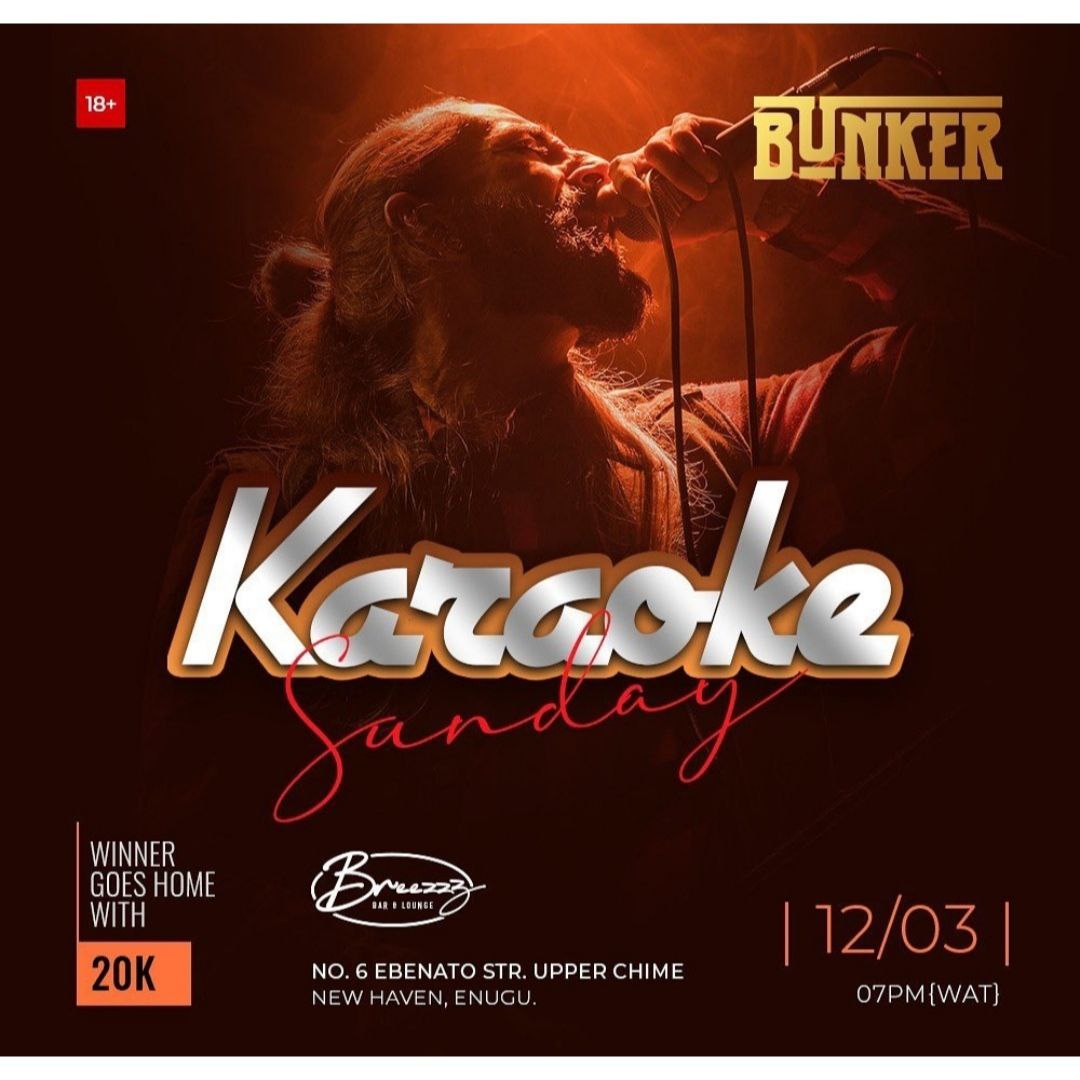 18+
BUNKER
Karaoke
Sunday
WINNER
GOES HOME
WITH
20K
Breezzz
BAR & LOUNGE
NO. 6 EBENATO STR. UPPER CHIME
NEW HAVEN, ENUGU.
| 12/03 |
07PM{WAT}